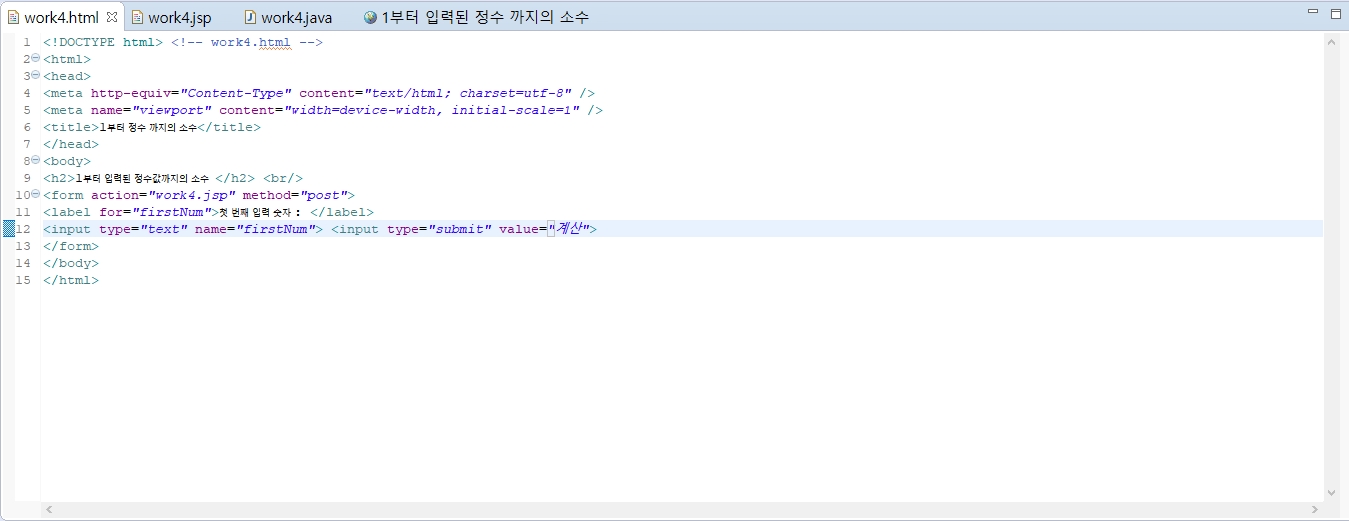 work4.html work4.jsp work4.java 1부터 입력된 정수 까지의 소수
1 <!DOCTYPE html> <!-- work4.html -->
2 <html>
3 <head>
4 <meta http-equiv="Content-Type" content="text/html; charset=utf-8" />
5 <meta name="viewport" content="width=device-width, initial-scale=1" />
6 <title>1부터 정수 까지의 소수</title>
7 </head>
8 <body>
9 <h2>1부터 입력된 정수값까지의 소수 </h2> <br/>
10 <form action="work4.jsp" method="post">
11 <label for="firstNum">첫 번째 입력 숫자 : </label>
12 <input type="text" name="firstNum"> <input type="submit" value="계산">
13 </form>
14 </body>
15 </html>